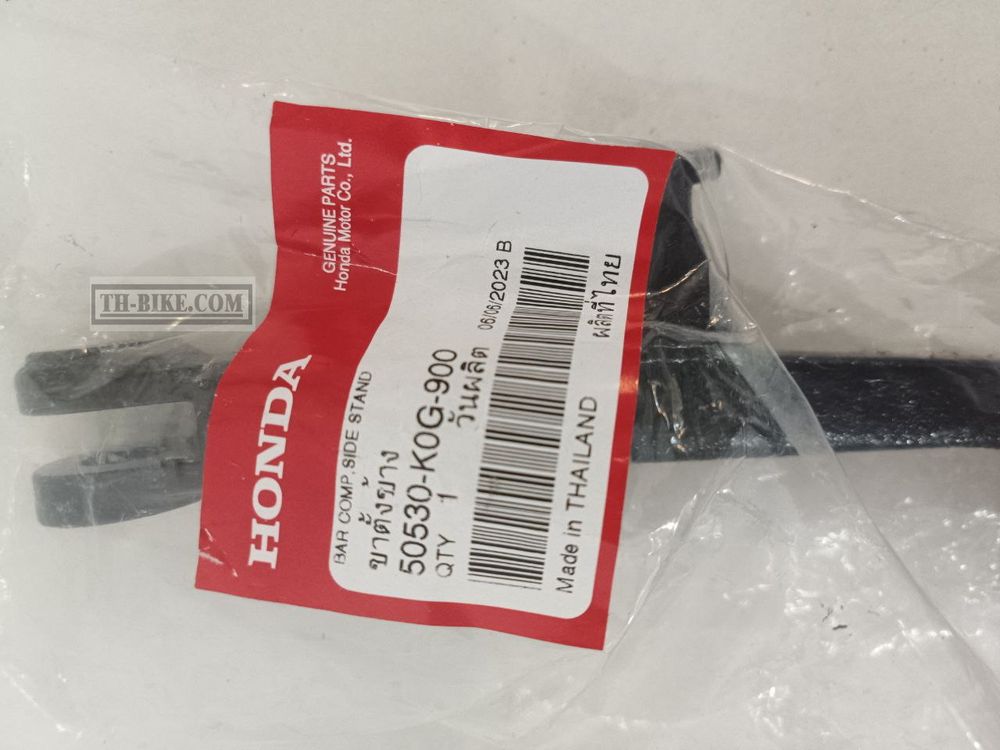 TH-BIKE.COM
HONDA
GENUINE PARTS
Honda Motor Co., Ltd.
BAR COMP.,SIDE STAND
ขาตั้งข้าง
50530-K0G-900
QTY 1 วันผลิต 06/06/2023 B
Made in THAILAND ผลิตที่ไทย